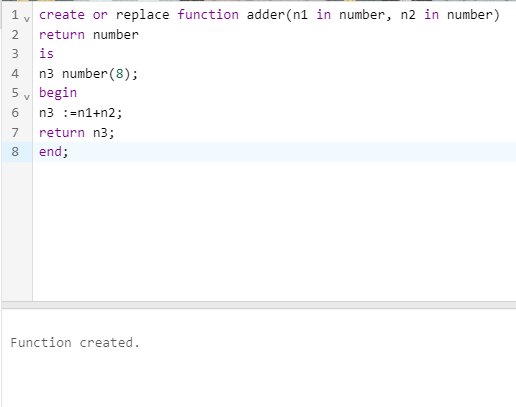 1 create or replace function adder(n1 in number, n2 in number)
2 return number
3 is
4 n3 number(8);
5 begin
6 n3 :=n1+n2;
7 return n3;
8 end;
Function created.